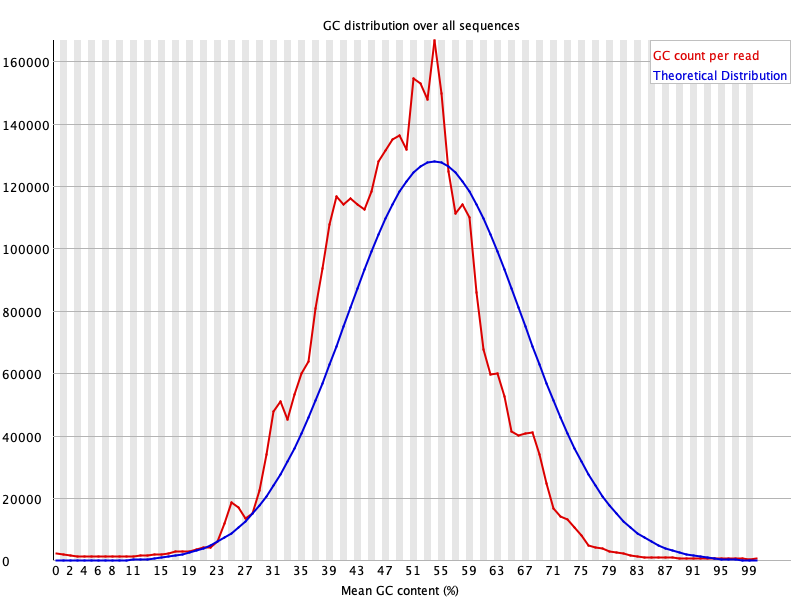 GC distribution over all sequences
160000
140000
120000
100000
80000
60000
40000
20000
0
GC count per read
Theoretical Distribution
0 2 4 6 8 11 15 19 23 27 31 35 39 43 47 51 55 59 63 67 71 75 79 83 87 91 95 99
Mean GC content (%)